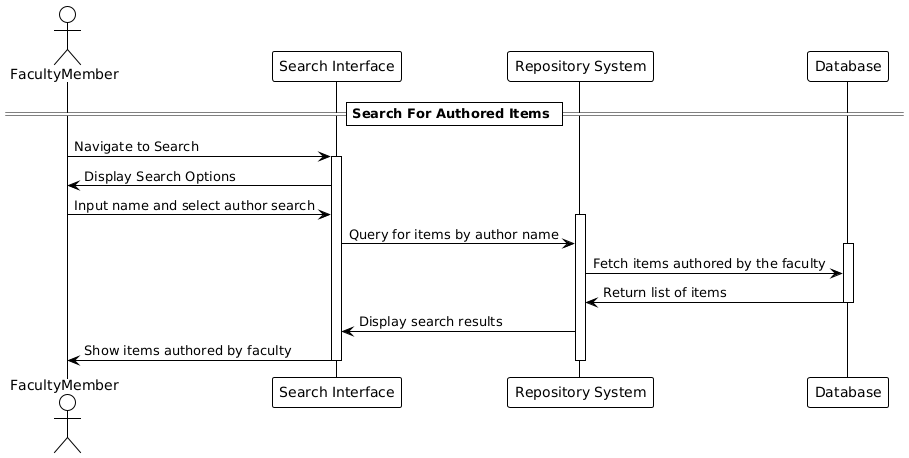 FacultyMember
Search Interface
Repository System
Database
Search For Authored Items
Navigate to Search
Display Search Options
Input name and select author search
Query for items by author name
Fetch items authored by the faculty
Return list of items
Display search results
Show items authored by faculty
FacultyMember
Search Interface
Repository System
Database